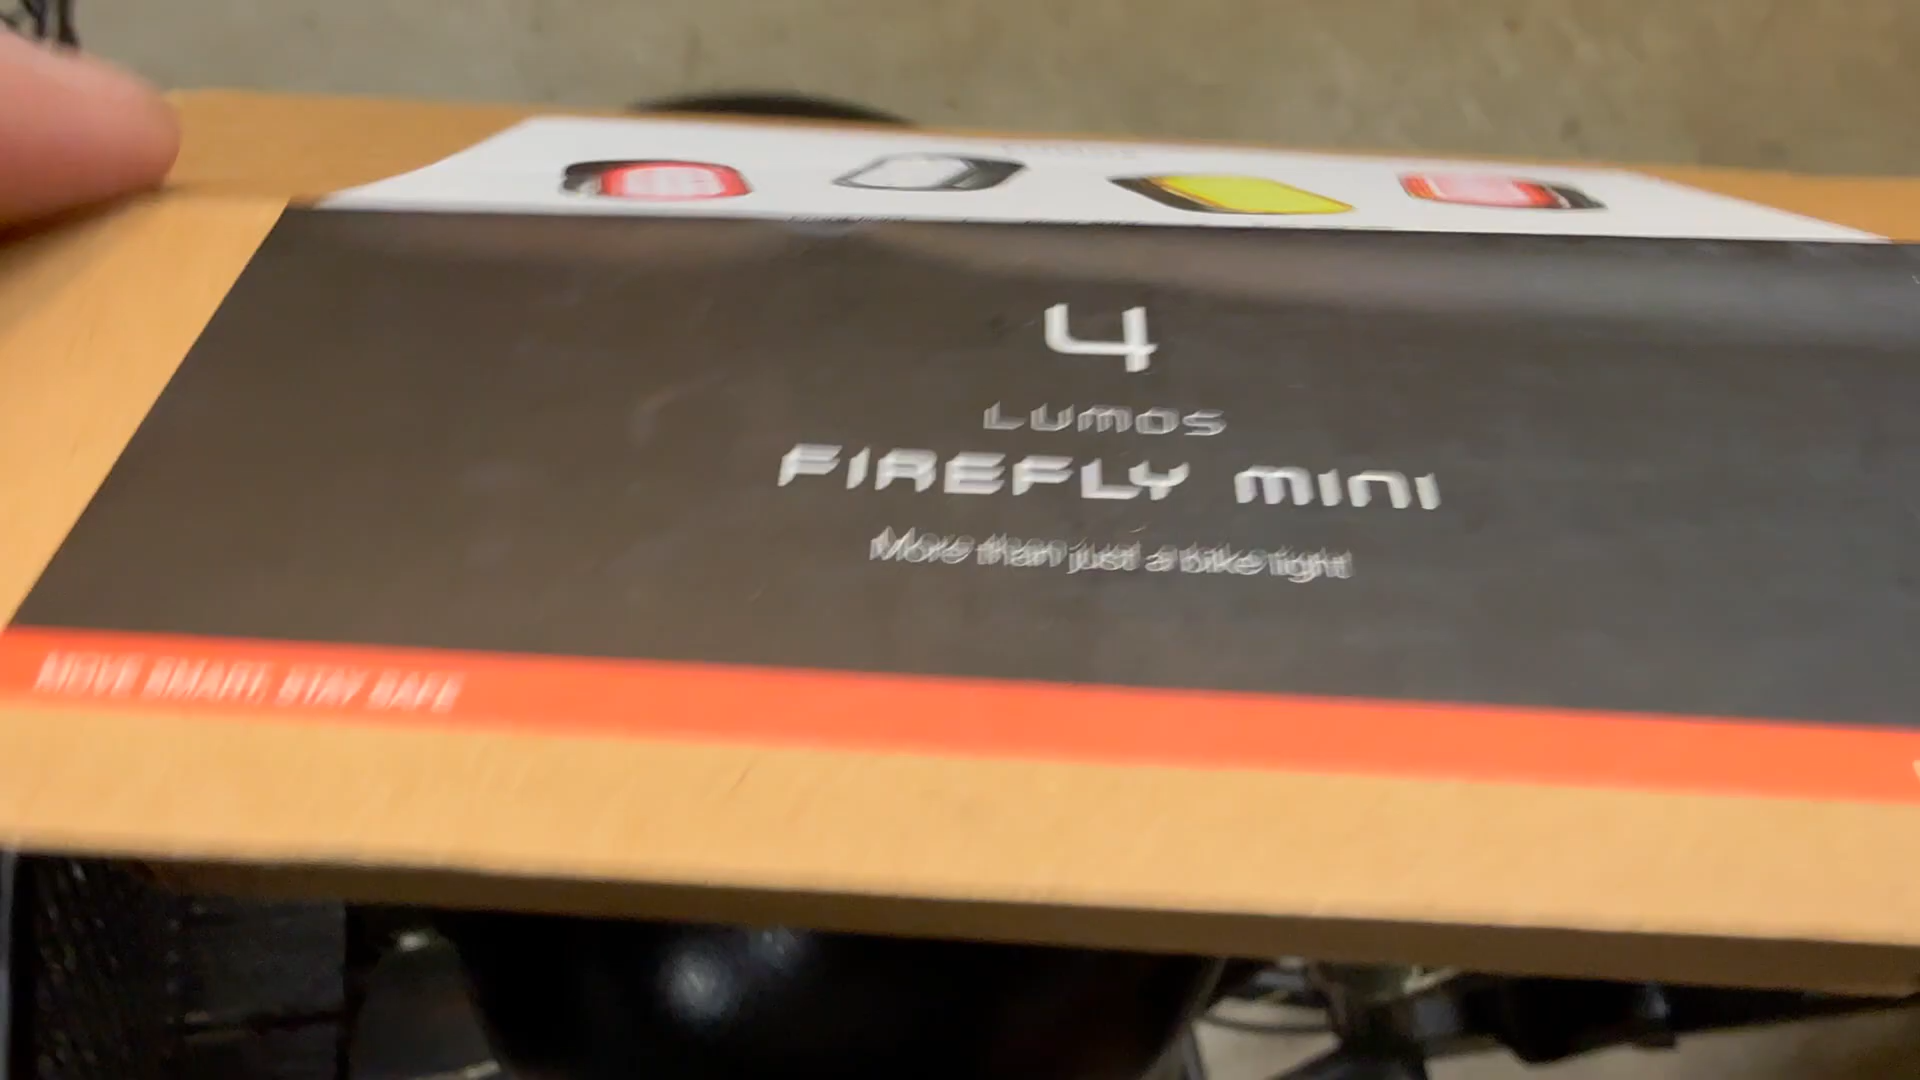 4
LUMOS
FIREFLY MINI
More than just a bike light
MOVE SMART. STAY SAFE